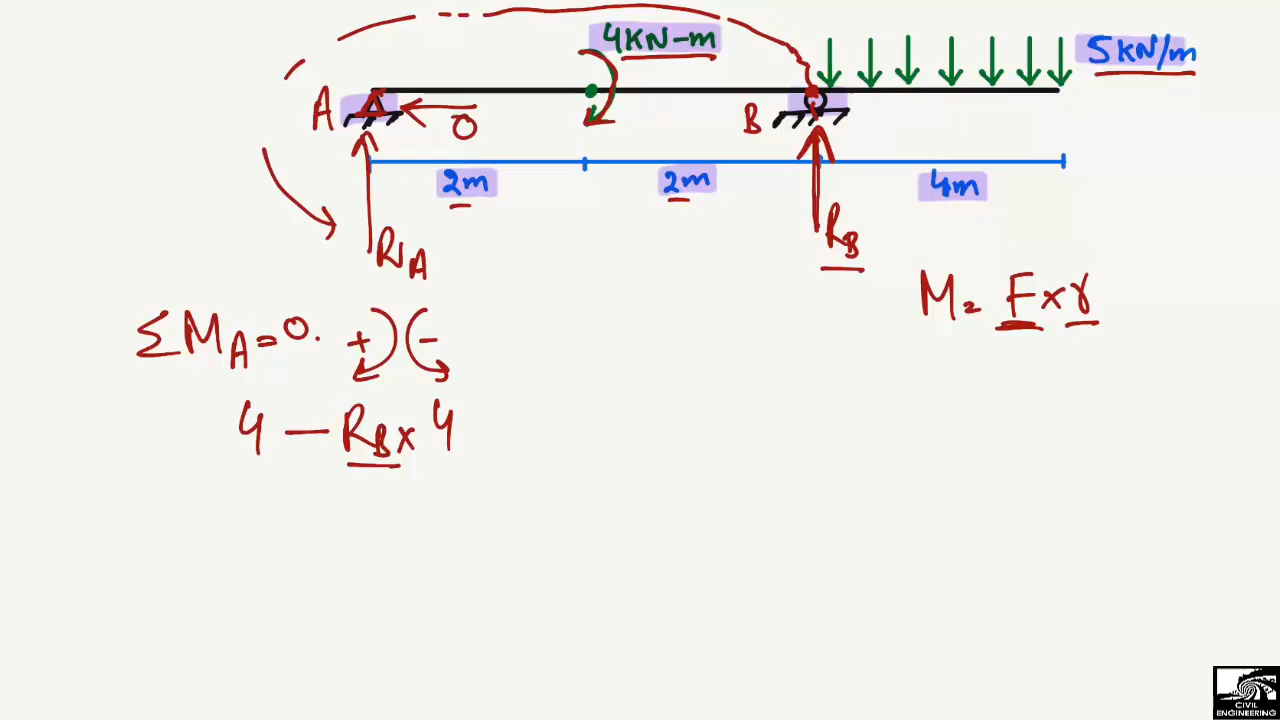 4KN-m
5KN/m
A
0
B
2m
2m
4m
RA
RB
M= F×r
ΣMA=0. + -
4 — RB× 4
CIVIL
ENGINEERING